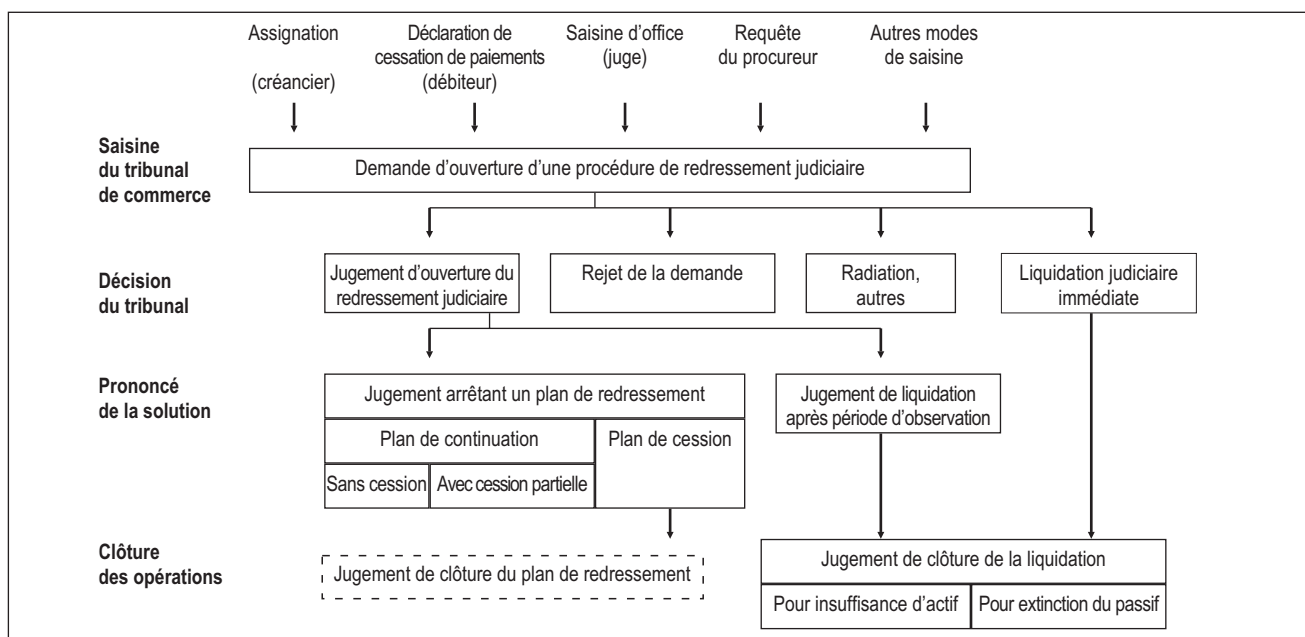 Assignation
(créancier)
Déclaration de
cessation de paiements
(débiteur)
Saisine d’office
(juge)
Requête
du procureur
Autres modes
de saisine
Saisine
du tribunal
de commerce
Demande d’ouverture d’une procédure de redressement judiciaire
Décision
du tribunal
Jugement d’ouverture du
redressement judiciaire
Rejet de la demande
Radiation,
autres
Liquidation judiciaire
immédiate
Prononcé
de la solution
Jugement arrêtant un plan de redressement
Plan de continuation
Plan de cession
Sans cession
Avec cession partielle
Jugement de liquidation
après période d’observation
Clôture
des opérations
Jugement de clôture du plan de redressement
Jugement de clôture de la liquidation
Pour insuffisance d’actif
Pour extinction du passif